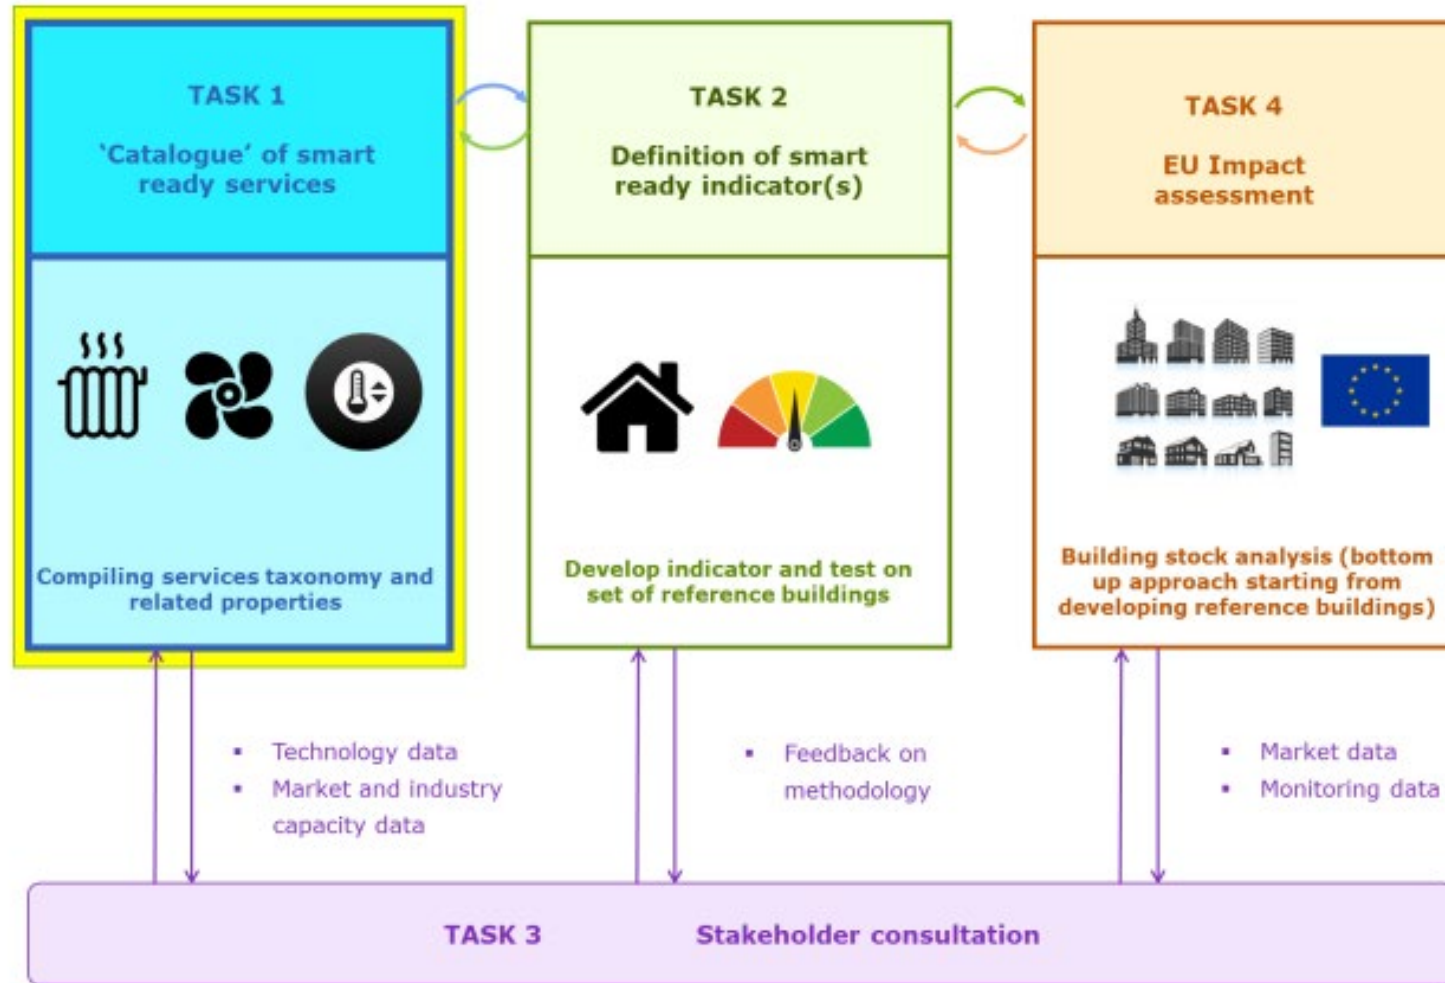 TASK 1
‘Catalogue’ of smart
ready services
Compiling services taxonomy and
related properties
TASK 2
Definition of smart
ready indicator(s)
Develop indicator and test on
set of reference buildings
TASK 4
EU Impact
assessment
Building stock analysis (bottom
up approach starting from
developing reference buildings)
▪ Technology data
▪ Market and industry
capacity data
▪ Feedback on
methodology
▪ Market data
▪ Monitoring data
TASK 3 Stakeholder consultation